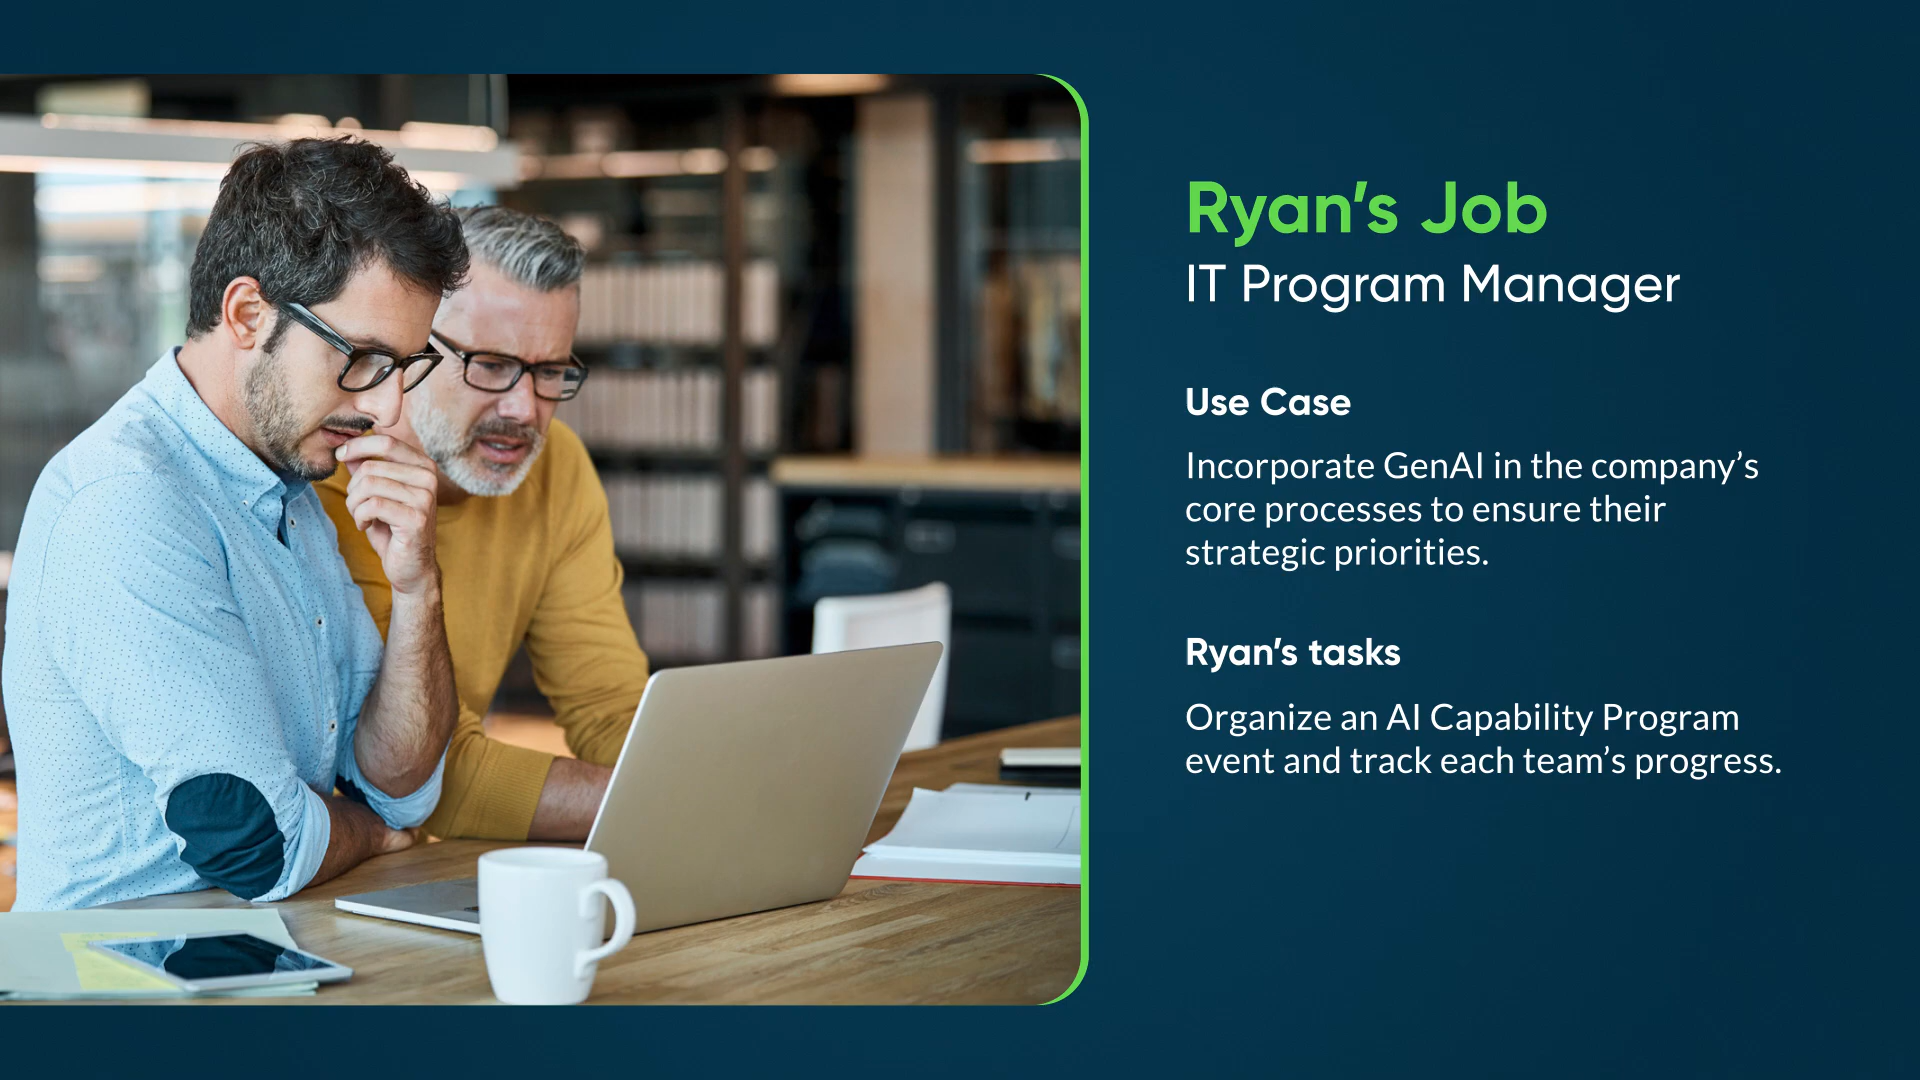 Ryan’s Job
IT Program Manager
Use Case
Incorporate GenAI in the company’s
core processes to ensure their
strategic priorities.
Ryan’s tasks
Organize an AI Capability Program
event and track each team’s progress.